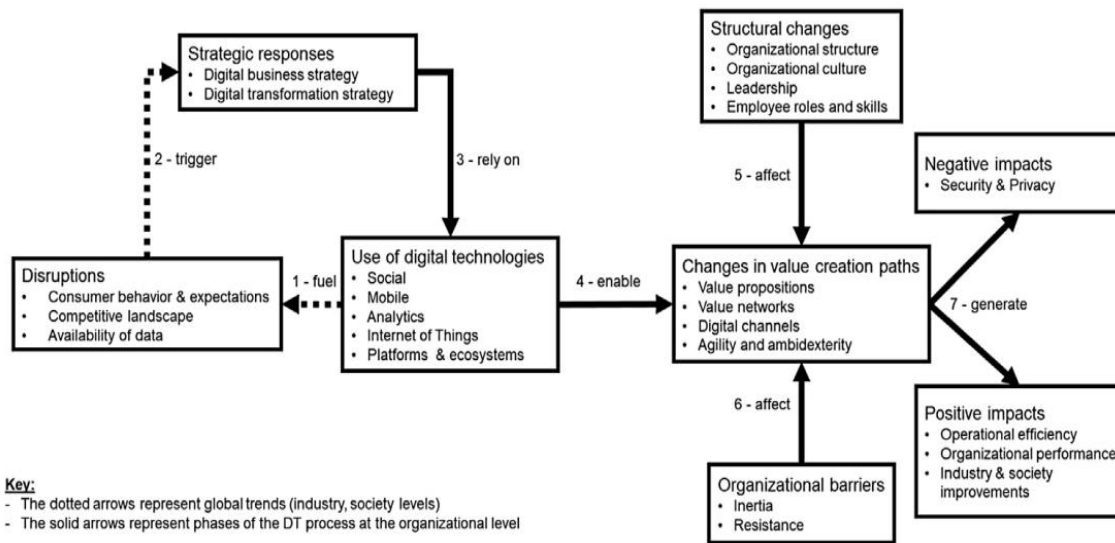 Strategic responses
• Digital business strategy
• Digital transformation strategy
Structural changes
• Organizational structure
• Organizational culture
• Leadership
• Employee roles and skills
2 - trigger
3 - rely on
5 - affect
Negative impacts
• Security & Privacy
Disruptions
• Consumer behavior & expectations
• Competitive landscape
• Availability of data
1 - fuel
Use of digital technologies
• Social
• Mobile
• Analytics
• Internet of Things
• Platforms & ecosystems
4 - enable
Changes in value creation paths
• Value propositions
• Value networks
• Digital channels
• Agility and ambidexterity
7 - generate
6 - affect
Positive impacts
• Operational efficiency
• Organizational performance
• Industry & society
improvements
Organizational barriers
• Inertia
• Resistance
Key:
- The dotted arrows represent global trends (industry, society levels)
- The solid arrows represent phases of the DT process at the organizational level